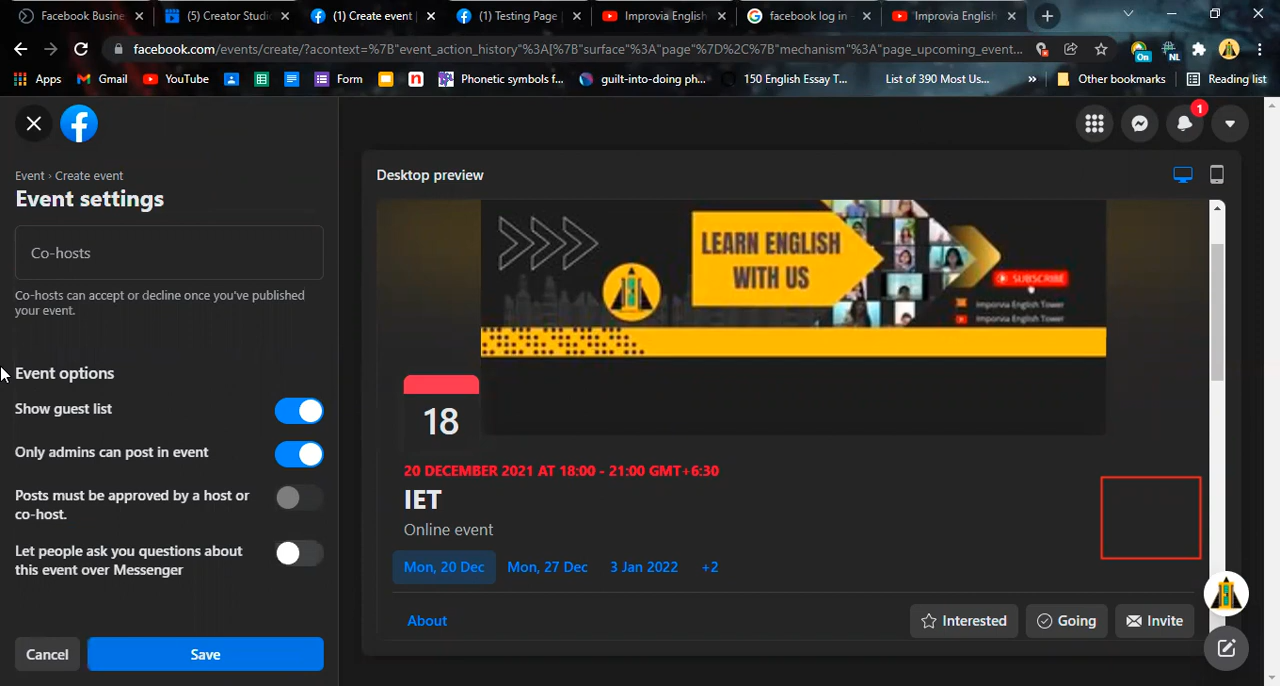 Facebook Busine
(5) Creator Studi
(1) Create event
(1) Testing Page
Improvia English
facebook log in -
Improvia English
facebook.com/events/create/?acontext=%7B"event_action_history"%3A[%7B"surface"%3A"page"%7D%2C%7B"mechanism"%3A"page_upcoming_event...
On
NL
Apps
Gmail
YouTube
Form
Phonetic symbols f...
guilt-into-doing ph...
150 English Essay T...
List of 390 Most Us...
»
Other bookmarks
Reading list
1
Event › Create event
Event settings
Co-hosts
Co-hosts can accept or decline once you've published
your event.
Event options
Show guest list
Only admins can post in event
Posts must be approved by a host or
co-host.
Let people ask you questions about
this event over Messenger
Cancel
Save
Desktop preview
LEARN ENGLISH
WITH US
SUBSCRIBE
Imporvia English Tower
Imporvia English Tower
18
20 DECEMBER 2021 AT 18:00 - 21:00 GMT+6:30
IET
Online event
Mon, 20 Dec
Mon, 27 Dec
3 Jan 2022
+2
About
Interested
Going
Invite